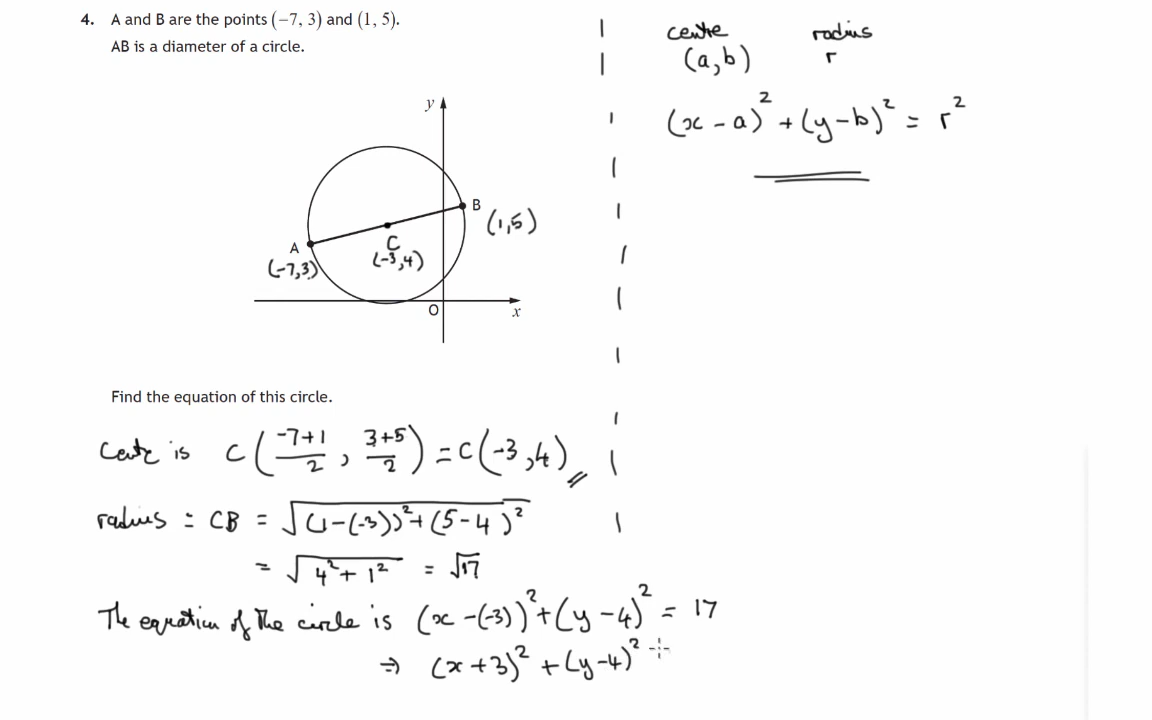 4. A and B are the points (−7, 3) and (1, 5).
AB is a diameter of a circle.
centre radius
(a,b) r
(x - a)² + (y - b)² = r²
y
B
(1,5)
A
(-7,3)
C
(-3,4)
O
x
Find the equation of this circle.
Centre is C (-7+1/2 , 3+5/2) = C(-3,4)
radius = CB = √(1-(-3))² + (5-4)²
= √4² + 1² = √17
The equation of the circle is (x -(-3))² + (y - 4)² = 17
⇒ (x + 3)² + (y - 4)²